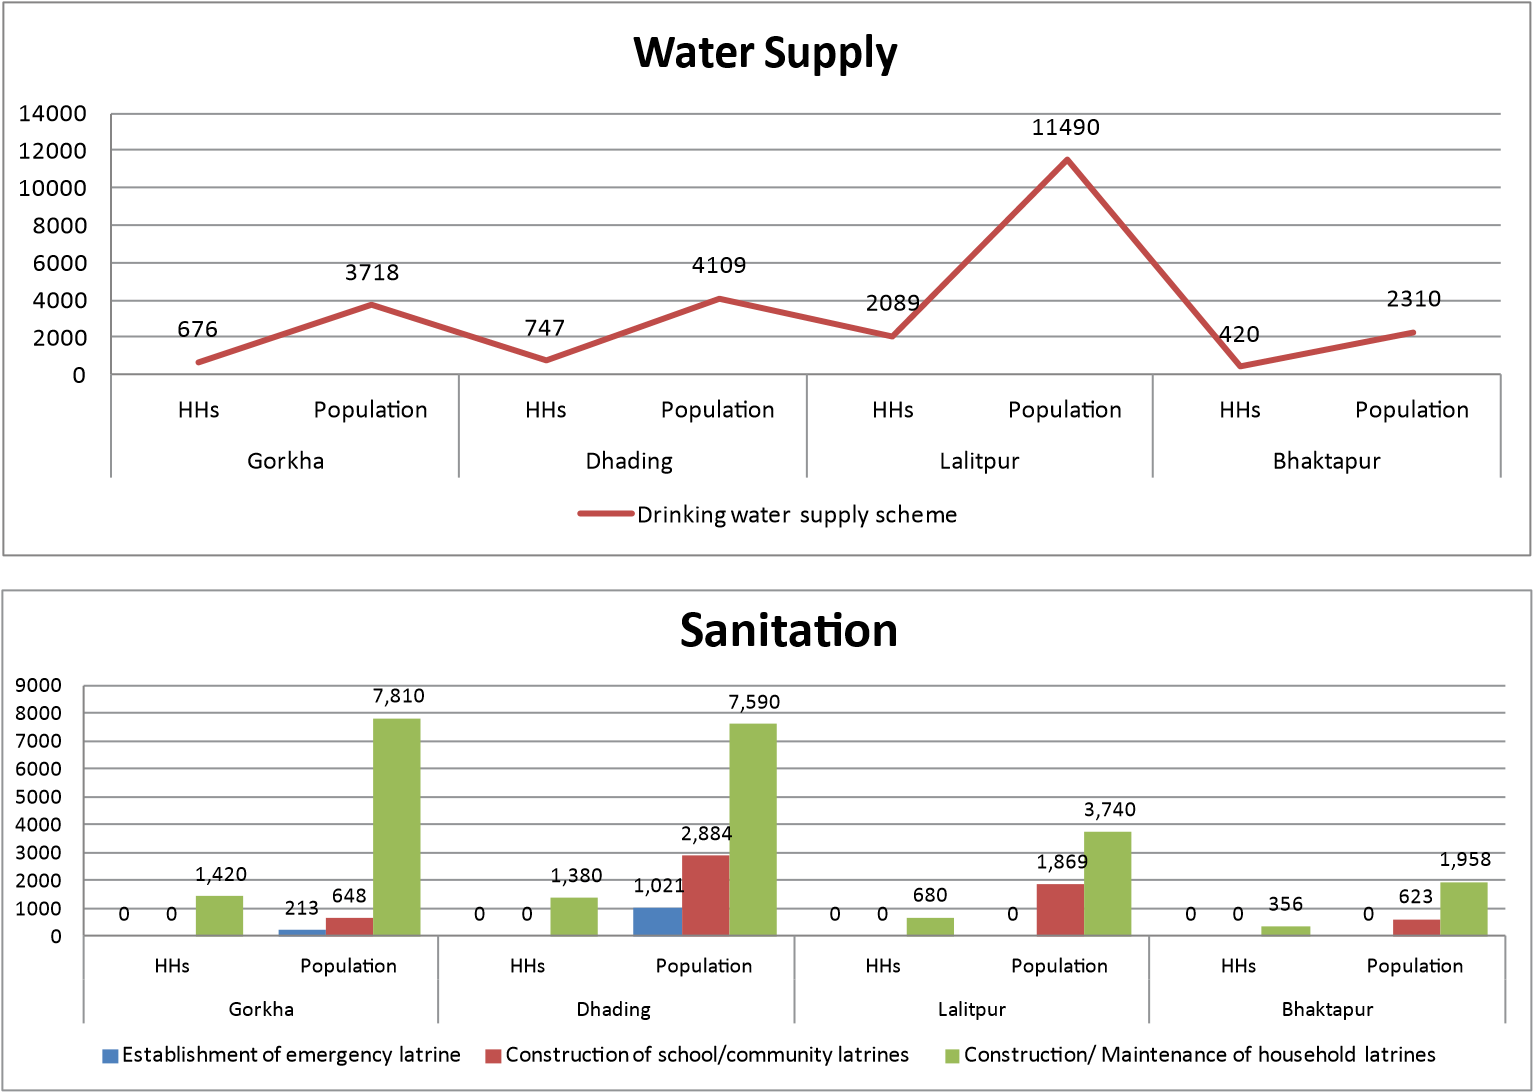 Water Supply
14000
12000
10000
8000
6000
4000
2000
0
676
3718
747
4109
2089
11490
420
2310
HHs Population HHs Population HHs Population HHs Population
Gorkha Dhading Lalitpur Bhaktapur
Drinking water supply scheme
Sanitation
9000
8000
7000
6000
5000
4000
3000
2000
1000
0
0 0 1,420 213 648 7,810 0 0 1,380 1,021 2,884 7,590 0 0 680 0 1,869 3,740 0 0 356 0 623 1,958
HHs Population HHs Population HHs Population HHs Population
Gorkha Dhading Lalitpur Bhaktapur
Establishment of emergency latrine Construction of school/community latrines Construction/ Maintenance of household latrines